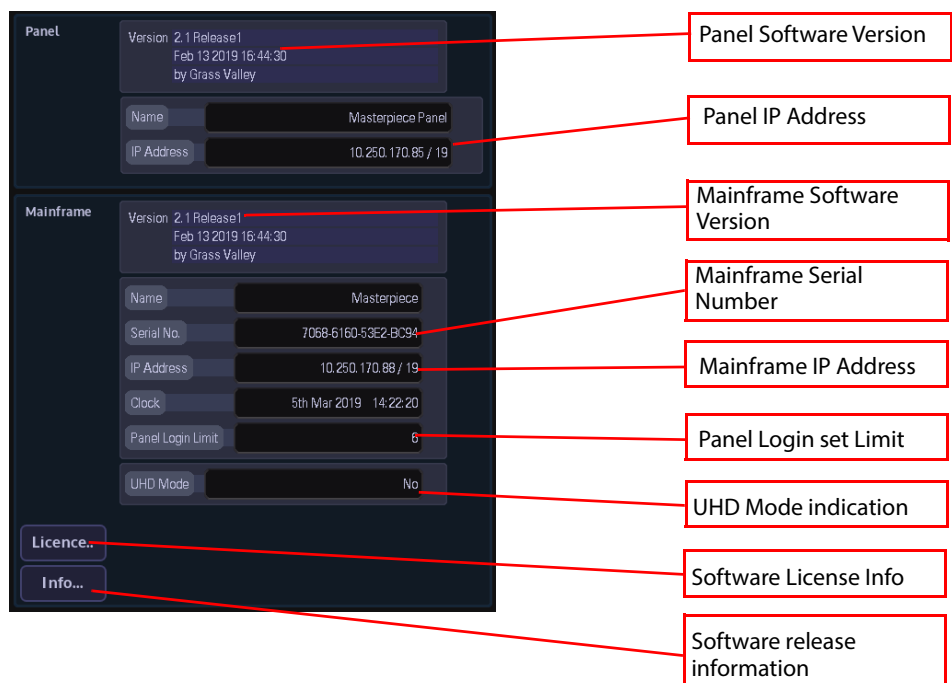 Panel
Version 2.1 Release1
Feb 13 2019 16:44:30
by Grass Valley
Name Masterpiece Panel
IP Address 10.250.170.85 / 19
Mainframe
Version 2.1 Release1
Feb 13 2019 16:44:30
by Grass Valley
Name Masterpiece
Serial No. 7068-6160-53E2-BC94
IP Address 10.250.170.88 / 19
Clock 5th Mar 2019 14:22:20
Panel Login Limit 6
UHD Mode No
Licence..
Info...
Panel Software Version
Panel IP Address
Mainframe Software
Version
Mainframe Serial
Number
Mainframe IP Address
Panel Login set Limit
UHD Mode indication
Software License Info
Software release
information